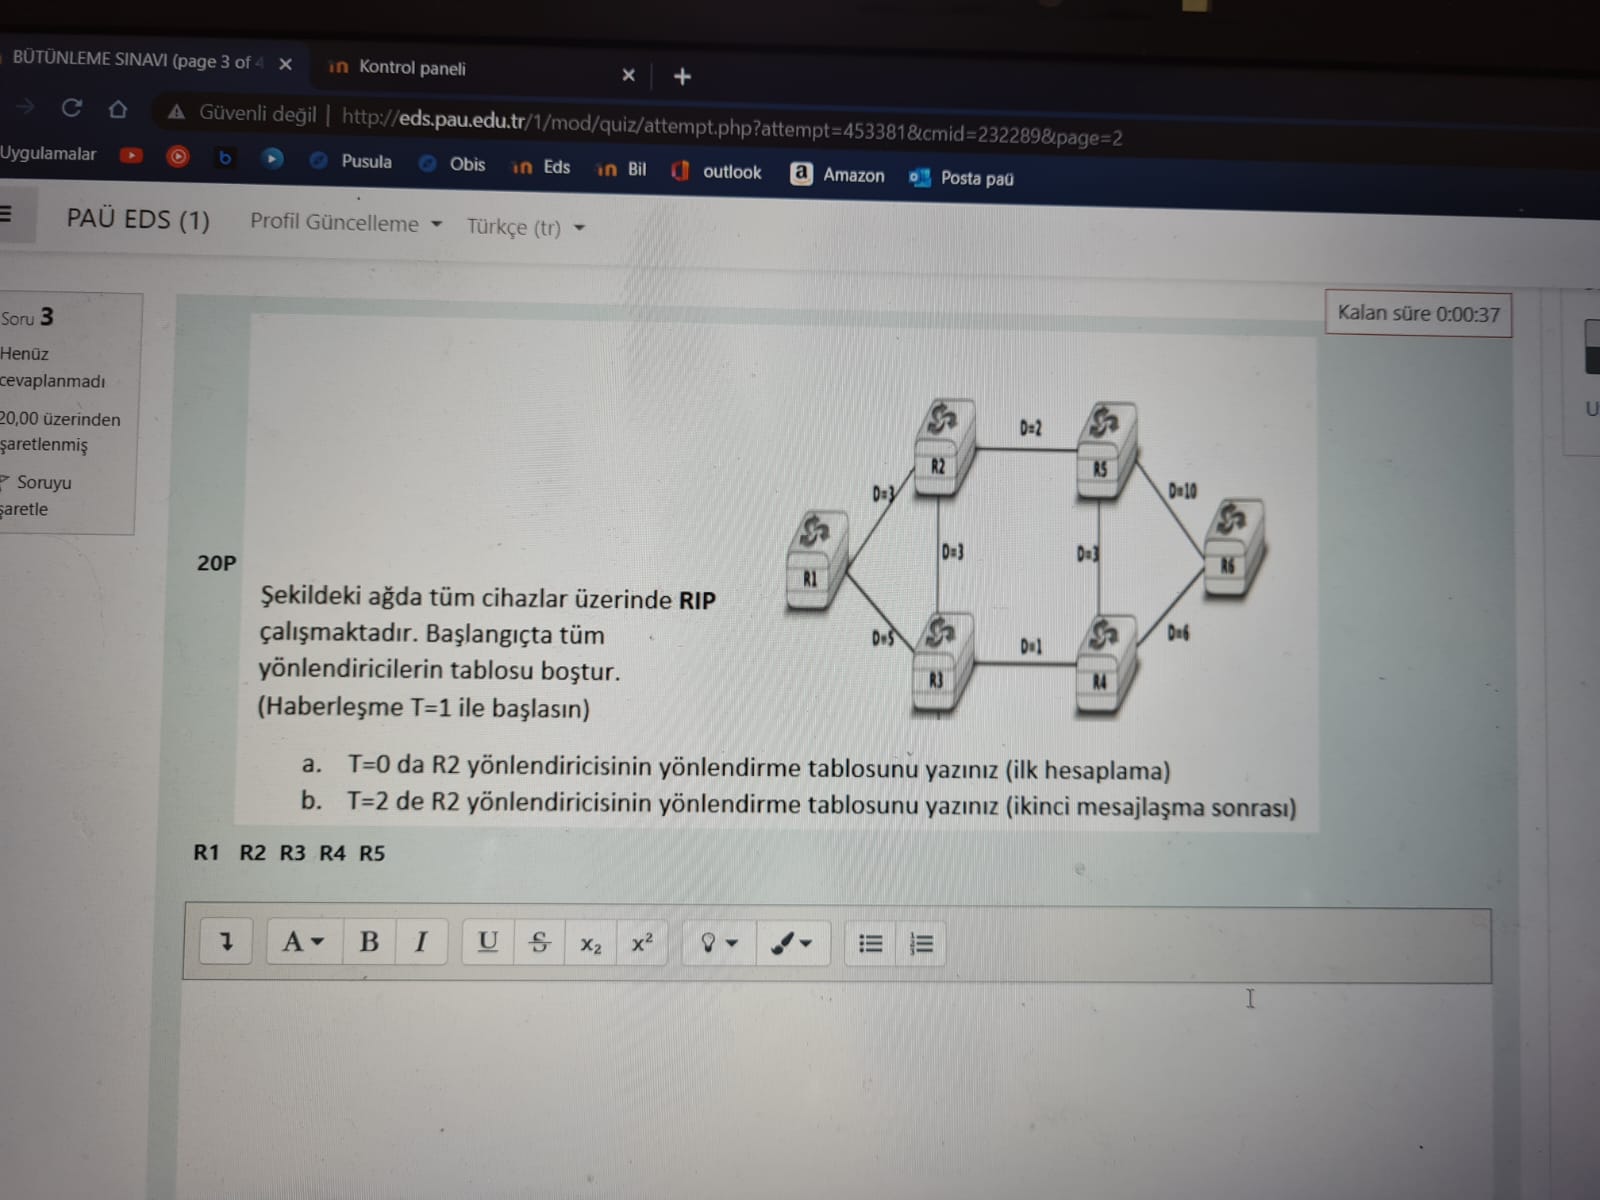 BÜTÜNLEME SINAVI (page 3 of 4
Kontrol paneli
Güvenli değil | http://eds.pau.edu.tr/1/mod/quiz/attempt.php?attempt=453381&cmid=232289&page=2
Uygulamalar
Pusula
Obis
Eds
Bil
outlook
Amazon
Posta paü
PAÜ EDS (1)
Profil Güncelleme
Türkçe (tr)
Soru 3
Henüz
cevaplanmadı
20,00 üzerinden
işaretlenmiş
Soruyu
işaretle
Kalan süre 0:00:37
R2
D=2
R5
D=3
D=10
R1
D=3
D=3
R6
D=5
D=1
D=6
R3
R4
20P
Şekildeki ağda tüm cihazlar üzerinde RIP
çalışmaktadır. Başlangıçta tüm
yönlendiricilerin tablosu boştur.
(Haberleşme T=1 ile başlasın)
a. T=0 da R2 yönlendiricisinin yönlendirme tablosunu yazınız (ilk hesaplama)
b. T=2 de R2 yönlendiricisinin yönlendirme tablosunu yazınız (ikinci mesajlaşma sonrası)
R1 R2 R3 R4 R5
A B I U S x₂ x²